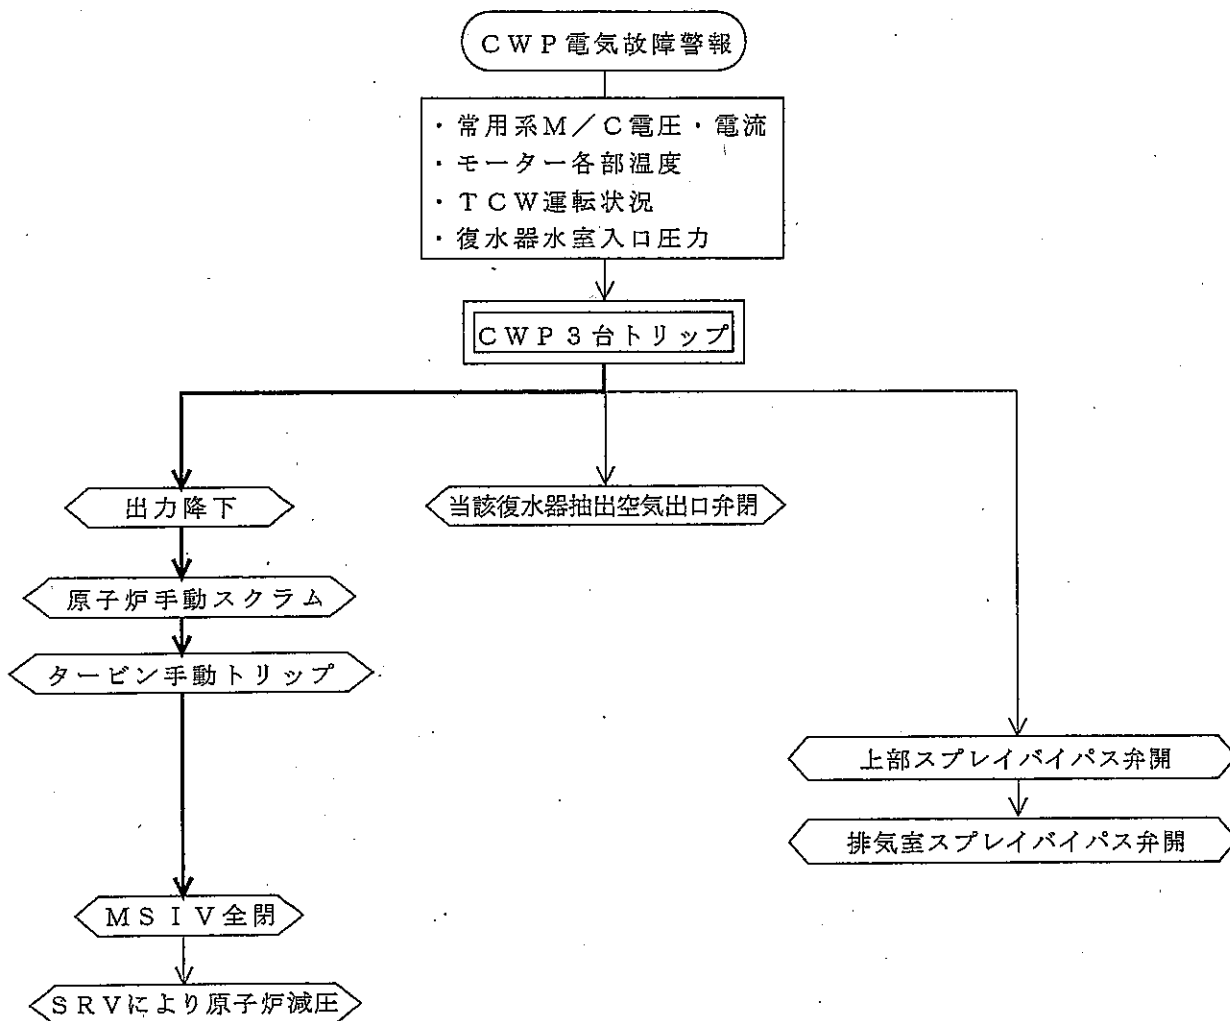 CWP電気故障警報
・常用系M/C電圧・電流
・モーター各部温度
・TCW運転状況
・復水器水室入口圧力
CWP3台トリップ
出力降下
当該復水器抽出空気出口弁閉
原子炉手動スクラム
タービン手動トリップ
上部スプレイバイパス弁開
排気室スプレイバイパス弁開
MSIV全閉
SRVにより原子炉減圧